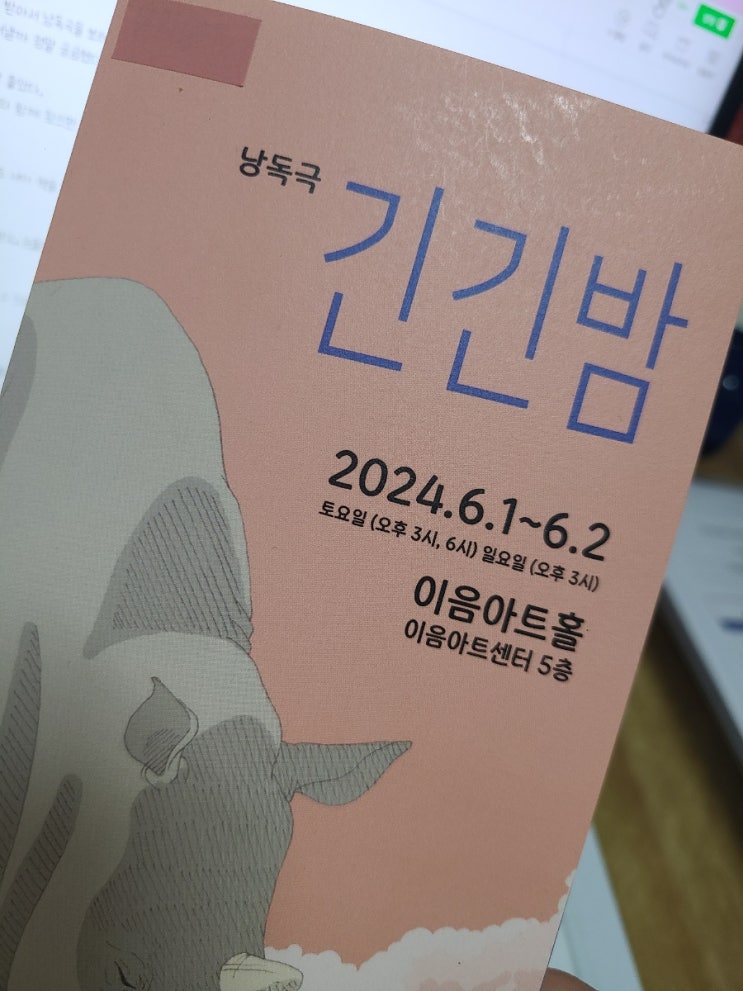 낭독극
긴긴밤
2024.6.1~6.2
토요일 (오후 3시, 6시) 일요일 (오후 3시)
이음아트홀
이음아트센터 5층